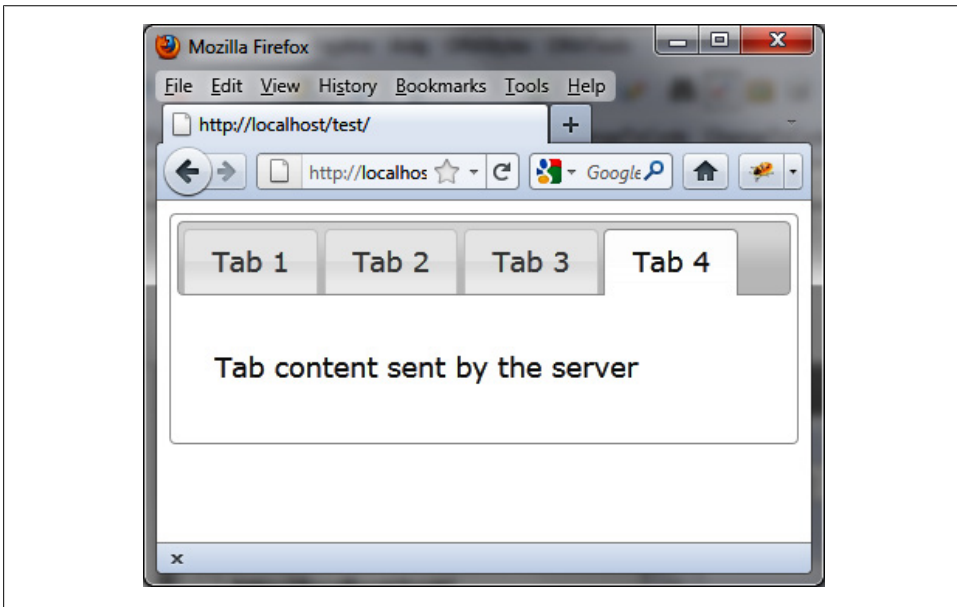 Mozilla Firefox
File Edit View History Bookmarks Tools Help
http://localhost/test/
http://localhos Google
Tab 1 Tab 2 Tab 3 Tab 4
Tab content sent by the server